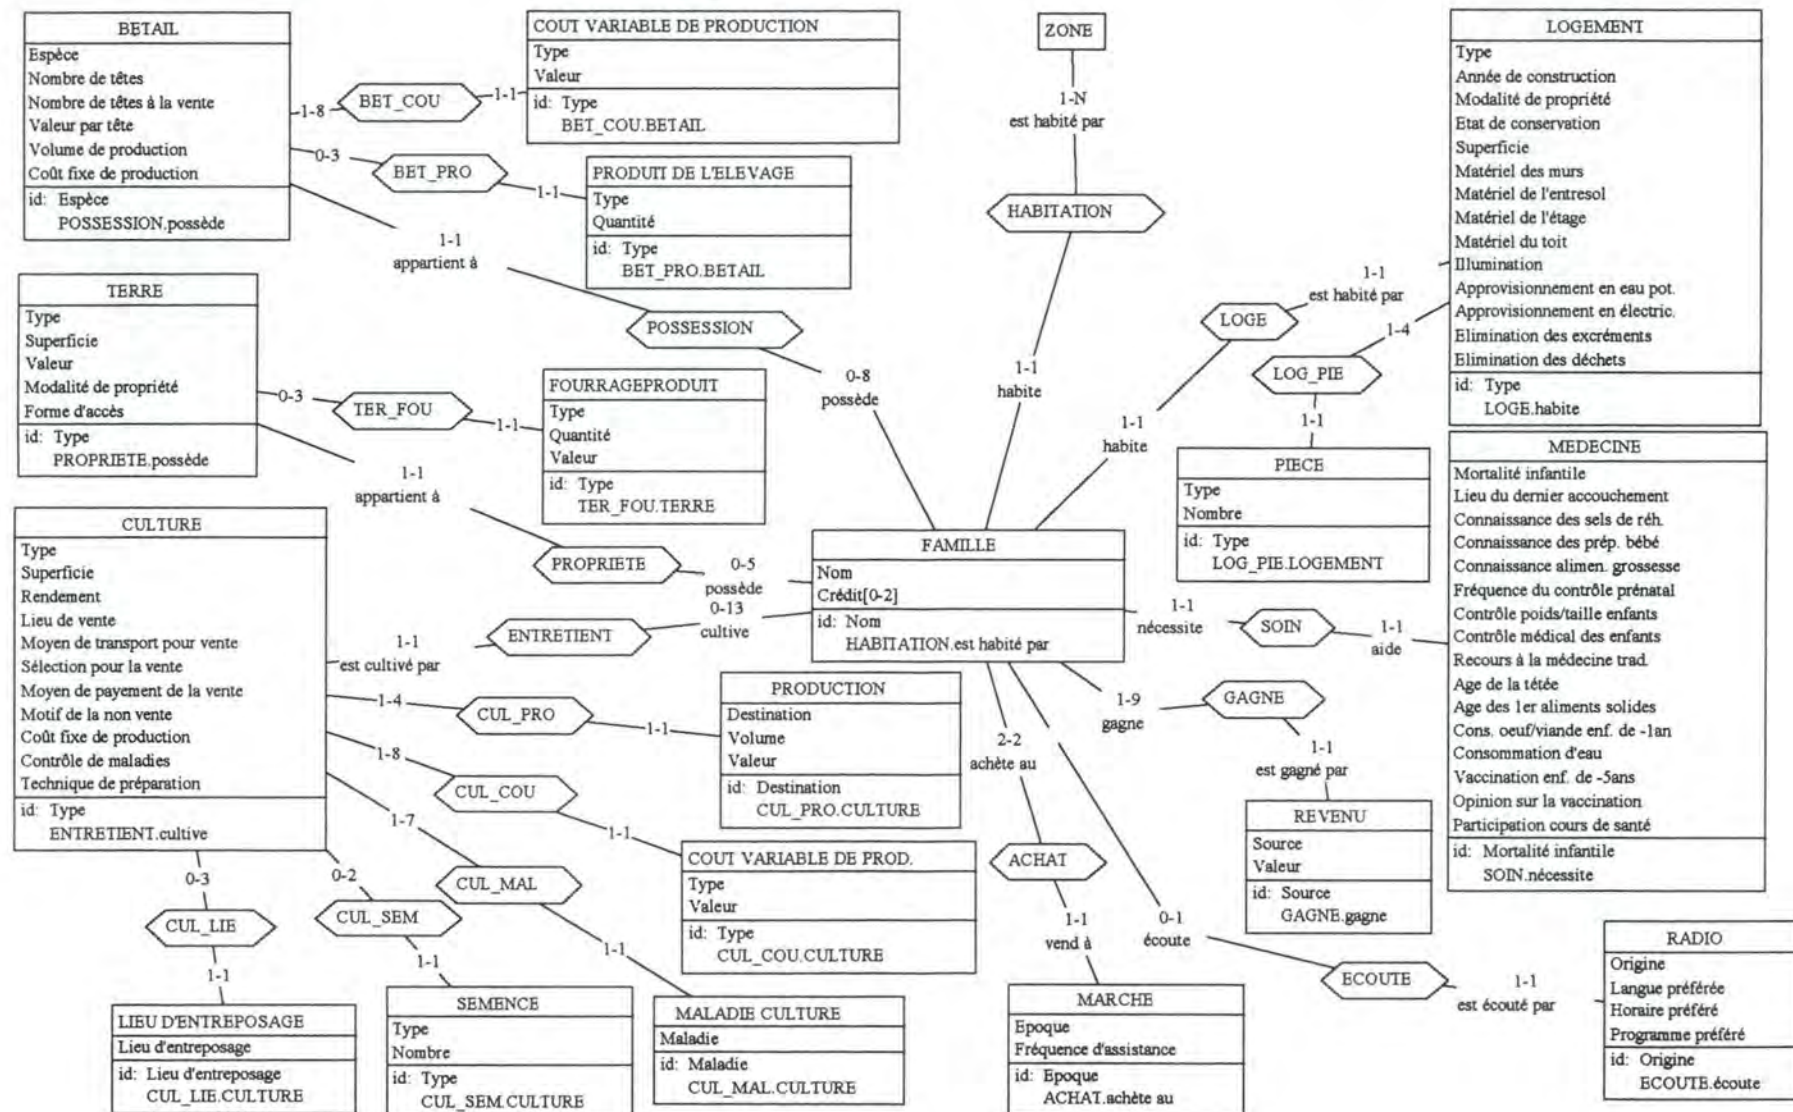 BETAIL
Espèce
Nombre de têtes
Nombre de têtes à la vente
Valeur par tête
Volume de production
Coût fixe de production
id: Espèce
POSSESSION.possède
1-8
BET_COU
1-1
COUT VARIABLE DE PRODUCTION
Type
Valeur
id: Type
BET_COU.BETAIL
0-3
BET_PRO
1-1
PRODUIT DE L'ELEVAGE
Type
Quantité
id: Type
BET_PRO.BETAIL
1-1
appartient à
POSSESSION
0-8
possède
ZONE
1-N
est habité par
HABITATION
1-1
habite
LOGEMENT
Type
Année de construction
Modalité de propriété
Etat de conservation
Superficie
Matériel des murs
Matériel de l'entresol
Matériel de l'étage
Matériel du toit
Illumination
Approvisionnement en eau pot.
Approvisionnement en électric.
Elimination des excréments
Elimination des déchets
id: Type
LOGE.habite
1-1
est habité par
LOGE
1-1
habite
1-4
LOG_PIE
1-1
PIECE
Type
Nombre
id: Type
LOG_PIE.LOGEMENT
TERRE
Type
Superficie
Valeur
Modalité de propriété
Forme d'accès
id: Type
PROPRIETE.possède
0-3
TER_FOU
1-1
FOURRAGEPRODUIT
Type
Quantité
Valeur
id: Type
TER_FOU.TERRE
1-1
appartient à
PROPRIETE
0-5
possède
FAMILLE
Nom
Crédit[0-2]
id: Nom
HABITATION.est habité par
CULTURE
Type
Superficie
Rendement
Lieu de vente
Moyen de transport pour vente
Sélection pour la vente
Moyen de payement de la vente
Motif de la non vente
Coût fixe de production
Contrôle de maladies
Technique de préparation
id: Type
ENTRETIENT.cultive
1-1
est cultivé par
ENTRETIENT
0-13
cultive
1-4
CUL_PRO
1-1
PRODUCTION
Destination
Volume
Valeur
id: Destination
CUL_PRO.CULTURE
1-8
CUL_COU
1-1
COUT VARIABLE DE PROD.
Type
Valeur
id: Type
CUL_COU.CULTURE
1-7
CUL_MAL
1-1
MALADIE CULTURE
Maladie
id: Maladie
CUL_MAL.CULTURE
0-2
CUL_SEM
1-1
SEMENCE
Type
Nombre
id: Type
CUL_SEM.CULTURE
0-3
CUL_LIE
1-1
LIEU D'ENTREPOSAGE
Lieu d'entreposage
id: Lieu d'entreposage
CUL_LIE.CULTURE
1-1
nécessite
SOIN
1-1
aide
MEDECINE
Mortalité infantile
Lieu du dernier accouchement
Connaissance des sels de réh.
Connaissance des prép. bébé
Connaissance alimen. grossesse
Fréquence du contrôle prénatal
Contrôle poids/taille enfants
Contrôle médical des enfants
Recours à la médecine trad.
Age de la tétée
Age des 1er aliments solides
Cons. oeuf/viande enf. de -1an
Consommation d'eau
Vaccination enf. de -5ans
Opinion sur la vaccination
Participation cours de santé
id: Mortalité infantile
SOIN.nécessite
1-9
gagne
GAGNE
1-1
est gagné par
REVENU
Source
Valeur
id: Source
GAGNE.gagne
2-2
achète au
ACHAT
1-1
vend à
MARCHE
Epoque
Fréquence d'assistance
id: Epoque
ACHAT.achète au
0-1
écoute
ECOUTE
1-1
est écouté par
RADIO
Origine
Langue préférée
Horaire préféré
Programme préféré
id: Origine
ECOUTE.écoute